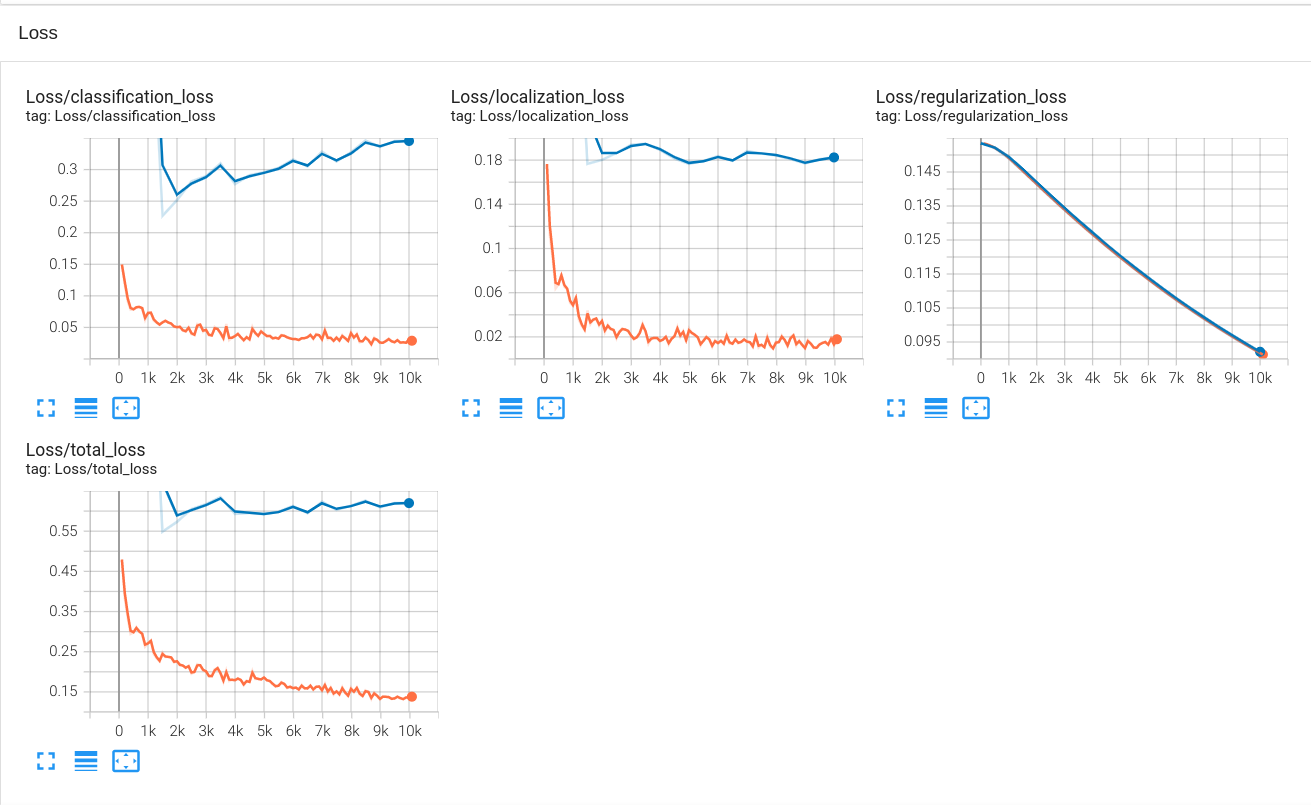 Loss
Loss/classification_loss
tag: Loss/classification_loss
0.3
0.25
0.2
0.15
0.1
0.05
0 1k 2k 3k 4k 5k 6k 7k 8k 9k 10k
Loss/localization_loss
tag: Loss/localization_loss
0.18
0.14
0.1
0.06
0.02
0 1k 2k 3k 4k 5k 6k 7k 8k 9k 10k
Loss/regularization_loss
tag: Loss/regularization_loss
0.145
0.135
0.125
0.115
0.105
0.095
0 1k 2k 3k 4k 5k 6k 7k 8k 9k 10k
Loss/total_loss
tag: Loss/total_loss
0.55
0.45
0.35
0.25
0.15
0 1k 2k 3k 4k 5k 6k 7k 8k 9k 10k